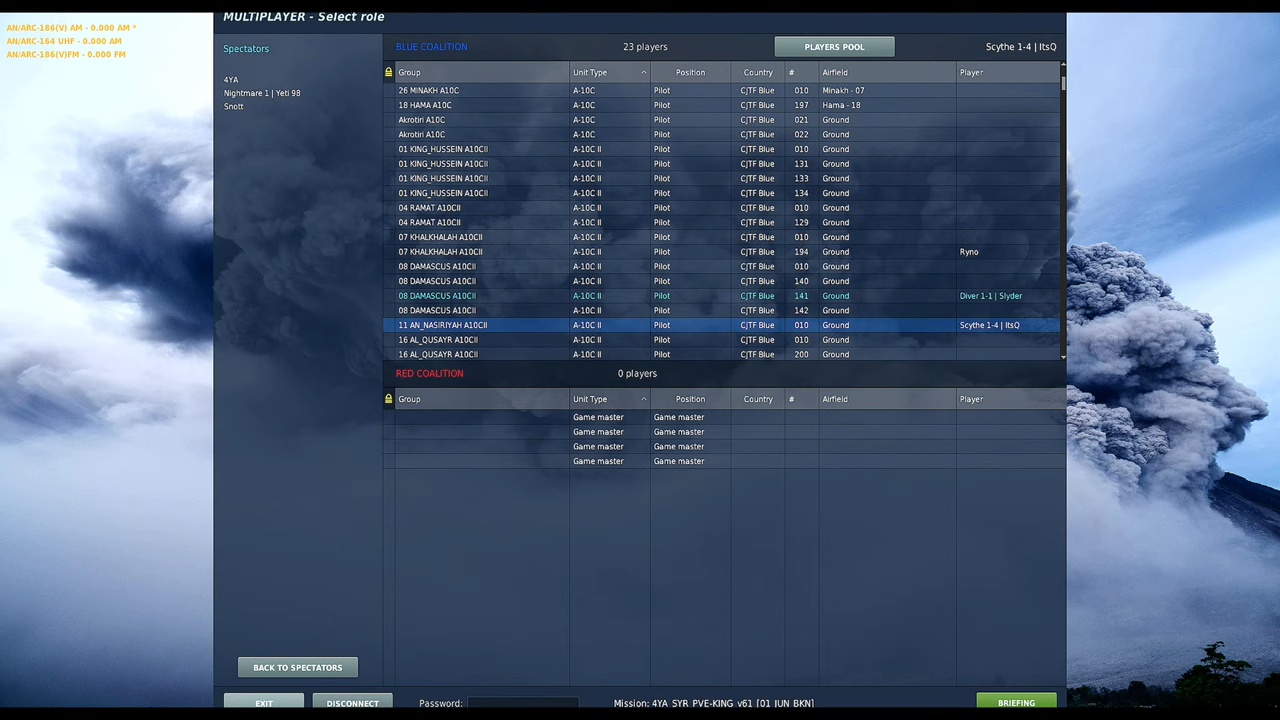 MULTIPLAYER - Select role
AN/ARC-186(V) AM - 0.000 AM *
AN/ARC-164 UHF - 0.000 AM
AN/ARC-186(V)FM - 0.000 FM
Spectators
4YA
Nightmare 1 | Yeti 98
Snott
BLUE COALITION 23 players PLAYERS POOL Scythe 1-4 | ItsQ
Group Unit Type Position Country # Airfield Player
26 MINAKH A10C A-10C Pilot CJTF Blue 010 Minakh - 07
18 HAMA A10C A-10C Pilot CJTF Blue 197 Hama - 18
Akrotiri A10C A-10C Pilot CJTF Blue 021 Ground
Akrotiri A10C A-10C Pilot CJTF Blue 022 Ground
01 KING_HUSSEIN A10CII A-10C II Pilot CJTF Blue 010 Ground
01 KING_HUSSEIN A10CII A-10C II Pilot CJTF Blue 131 Ground
01 KING_HUSSEIN A10CII A-10C II Pilot CJTF Blue 133 Ground
01 KING_HUSSEIN A10CII A-10C II Pilot CJTF Blue 134 Ground
04 RAMAT A10CII A-10C II Pilot CJTF Blue 010 Ground
04 RAMAT A10CII A-10C II Pilot CJTF Blue 129 Ground
07 KHALKHALAH A10CII A-10C II Pilot CJTF Blue 010 Ground
07 KHALKHALAH A10CII A-10C II Pilot CJTF Blue 194 Ground Ryno
08 DAMASCUS A10CII A-10C II Pilot CJTF Blue 010 Ground
08 DAMASCUS A10CII A-10C II Pilot CJTF Blue 140 Ground
08 DAMASCUS A10CII A-10C II Pilot CJTF Blue 141 Ground Diver 1-1 | Slyder
08 DAMASCUS A10CII A-10C II Pilot CJTF Blue 142 Ground
11 AN_NASIRIYAH A10CII A-10C II Pilot CJTF Blue 010 Ground Scythe 1-4 | ItsQ
16 AL_QUSAYR A10CII A-10C II Pilot CJTF Blue 010 Ground
16 AL_QUSAYR A10CII A-10C II Pilot CJTF Blue 200 Ground
RED COALITION 0 players
Group Unit Type Position Country # Airfield Player
Game master Game master
Game master Game master
Game master Game master
Game master Game master
BACK TO SPECTATORS
EXIT DISCONNECT Password: Mission: 4YA_SYR_PVE-KING_v61 [01 JUN BKN] BRIEFING